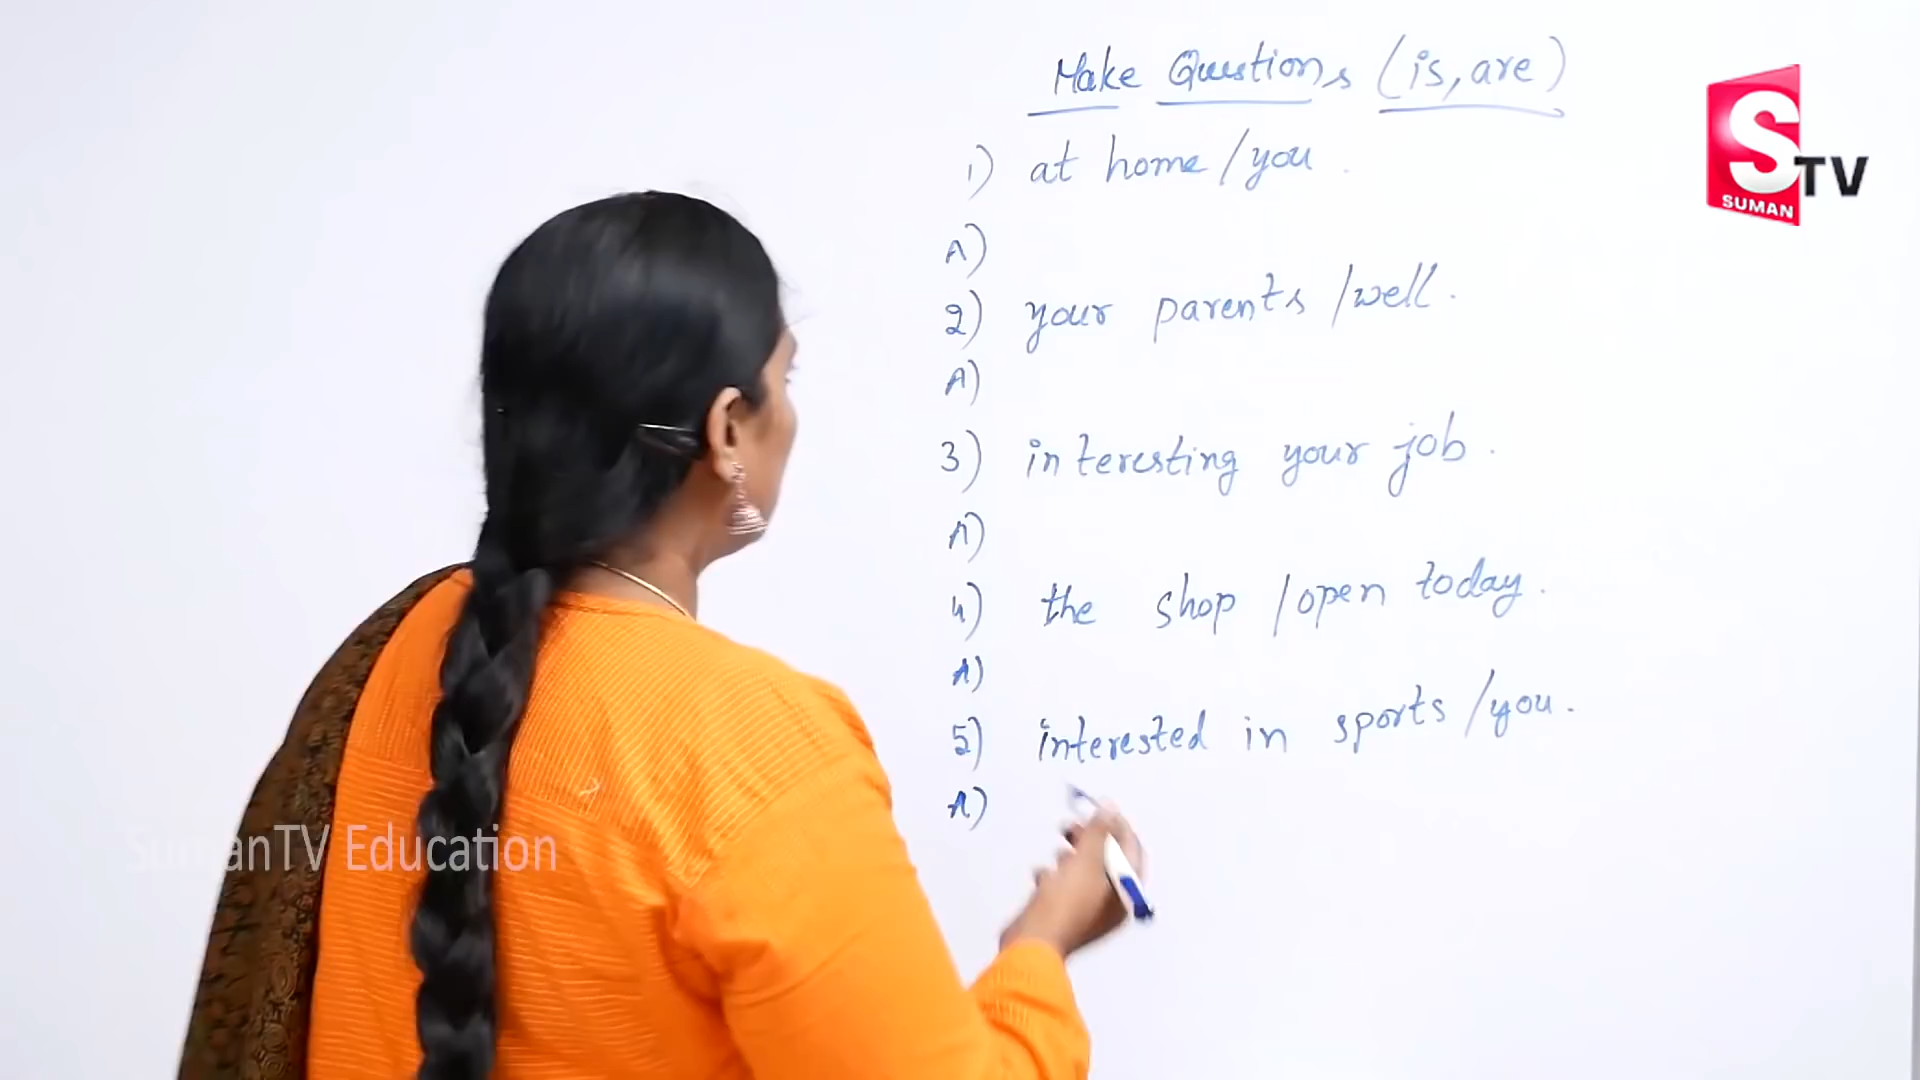 Make Questions (is, are)
1) at home /you.
A)
2) your parents /well.
A)
3) interesting your job.
A)
4) the shop /open today.
A)
5) interested in sports /you.
A)
S TV
SUMAN
SumanTV Education